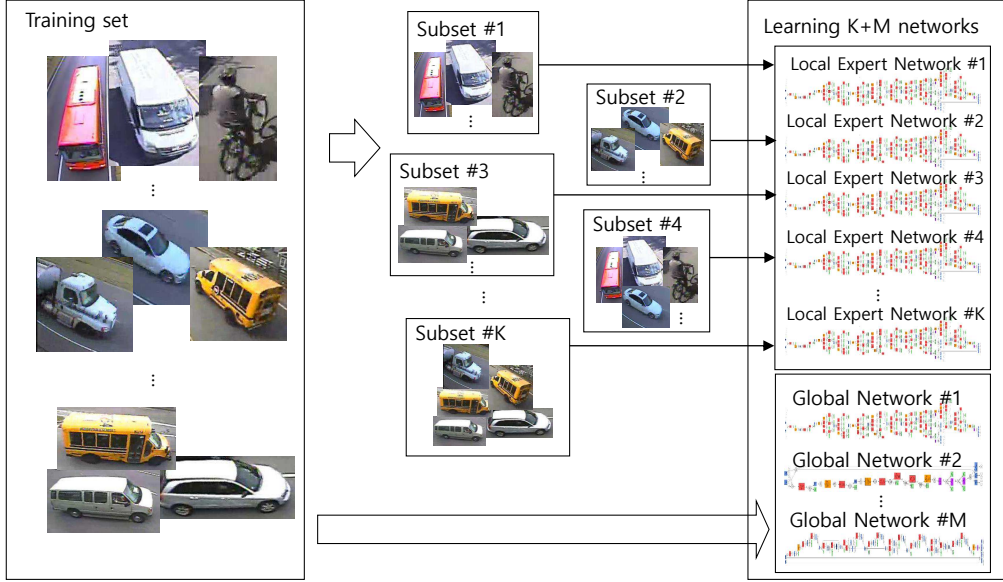 Training set
Subset #1
Subset #2
Subset #3
Subset #4
Subset #K
Learning K+M networks
Local Expert Network #1
Local Expert Network #2
Local Expert Network #3
Local Expert Network #4
Local Expert Network #K
Global Network #1
Global Network #2
Global Network #M